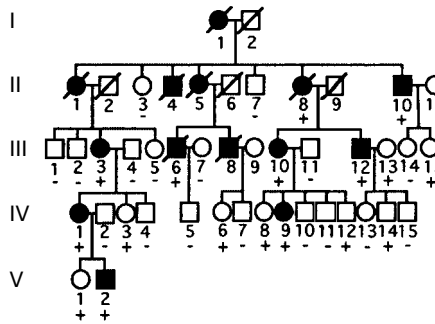 I
1 2
II
1 2 3 4 5 6 7 8 9 10 1
- - + +
III
1 2 3 4 5 6 7 8 9 10 11 12 13 14 1
- - + - - + - + - + + - +
IV
1 2 3 4 5 6 7 8 9 10 11 12 13 14 15
+ - + - - + - + + - - + - + -
V
1 2
+ +